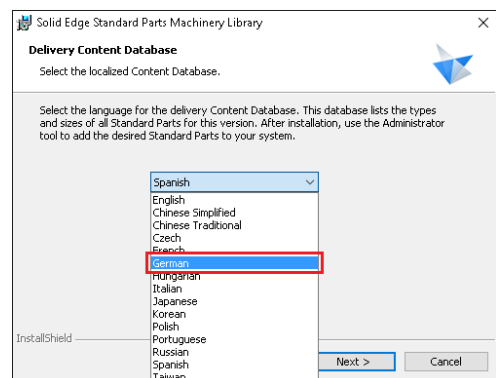 Solid Edge Standard Parts Machinery Library
Delivery Content Database
Select the localized Content Database.
Select the language for the delivery Content Database. This database lists the types
and sizes of all Standard Parts for this version. After installation, use the Administrator
tool to add the desired Standard Parts to your system.
Spanish
English
Chinese Simplified
Chinese Traditional
Czech
French
German
Hungarian
Italian
Japanese
Korean
Polish
Portuguese
Russian
Spanish
Taiwan
InstallShield
Next >
Cancel